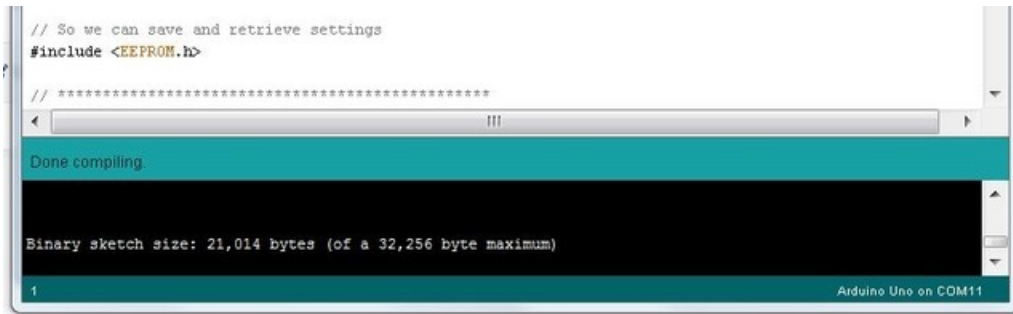 // So we can save and retrieve settings
#include <EEPROM.h>
// ************************************************
Done compiling.
Binary sketch size: 21,014 bytes (of a 32,256 byte maximum)
1
Arduino Uno on COM11